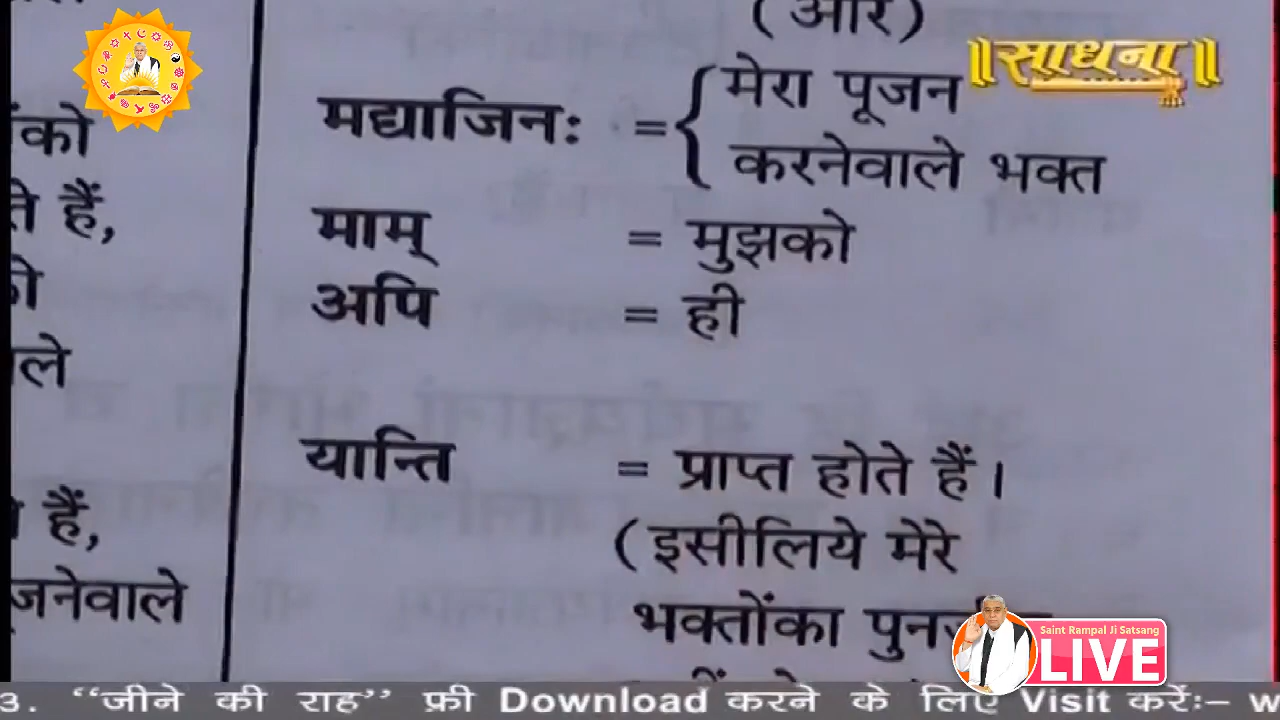 (और)
॥साधना॥
मद्याजिनः = { मेरा पूजन
करनेवाले भक्त
माम् = मुझको
अपि = ही
यान्ति = प्राप्त होते हैं।
(इसीलिये मेरे
भक्तोंका
हैं,
हैं,
Saint Rampal Ji Satsang
LIVE
3. “जीने की राह” फ्री Download करने के लिए Visit करेंः–